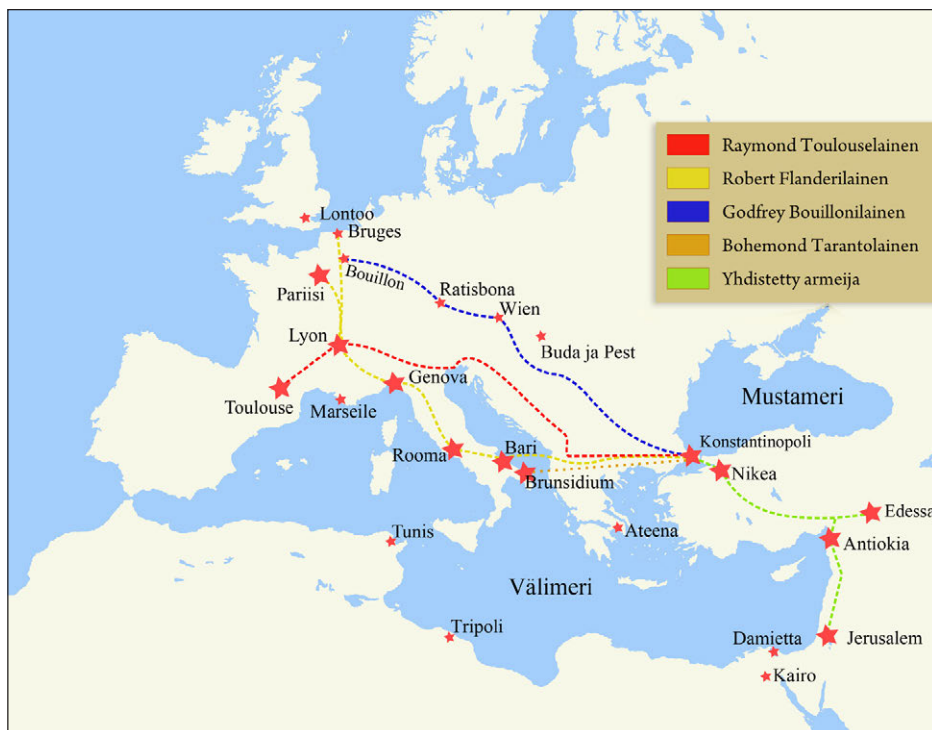 Raymond Toulouselainen
Robert Flanderilainen
Godfrey Bouillonilainen
Bohemond Tarantolainen
Yhdistetty armeija
Lontoo
Bruges
Bouillon
Pariisi
Ratisbona
Wien
Lyon
Buda ja Pest
Genova
Toulouse
Marseile
Mustameri
Konstantinopoli
Rooma
Bari
Nikea
Brunsidium
Edessa
Tunis
Ateena
Antiokia
Välimeri
Tripoli
Damietta
Jerusalem
Kairo